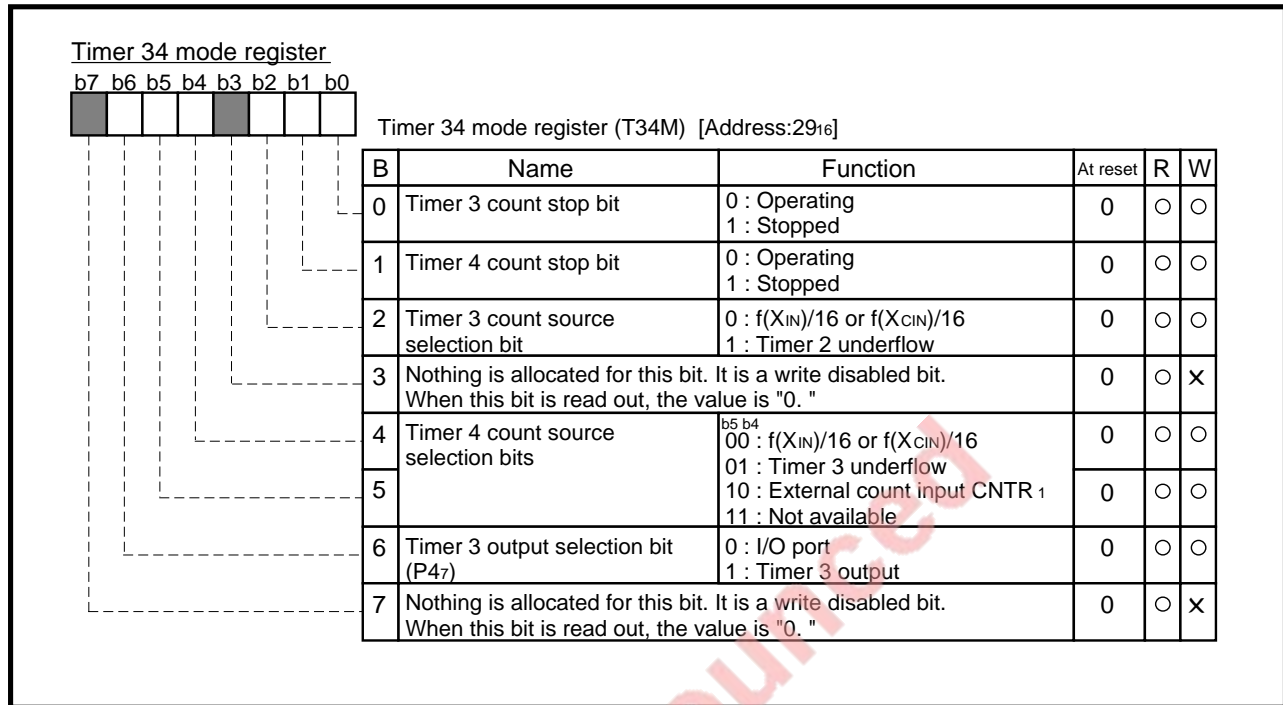 Timer 34 mode register
b7 b6 b5 b4 b3 b2 b1 b0
Timer 34 mode register (T34M) [Address:2916]
B Name Function At reset R W
0 Timer 3 count stop bit 0 : Operating 0 ○ ○
1 : Stopped
1 Timer 4 count stop bit 0 : Operating 0 ○ ○
1 : Stopped
2 Timer 3 count source 0 : f(XIN)/16 or f(XCIN)/16 0 ○ ○
selection bit 1 : Timer 2 underflow
3 Nothing is allocated for this bit. It is a write disabled bit. 0 ○ ×
When this bit is read out, the value is "0. "
b5 b4
4 Timer 4 count source 00 : f(XIN)/16 or f(XCIN)/16 0 ○ ○
selection bits 01 : Timer 3 underflow
5 10 : External count input CNTR 1 0 ○ ○
11 : Not available
6 Timer 3 output selection bit 0 : I/O port 0 ○ ○
(P47) 1 : Timer 3 output
7 Nothing is allocated for this bit. It is a write disabled bit. 0 ○ ×
When this bit is read out, the value is "0. "